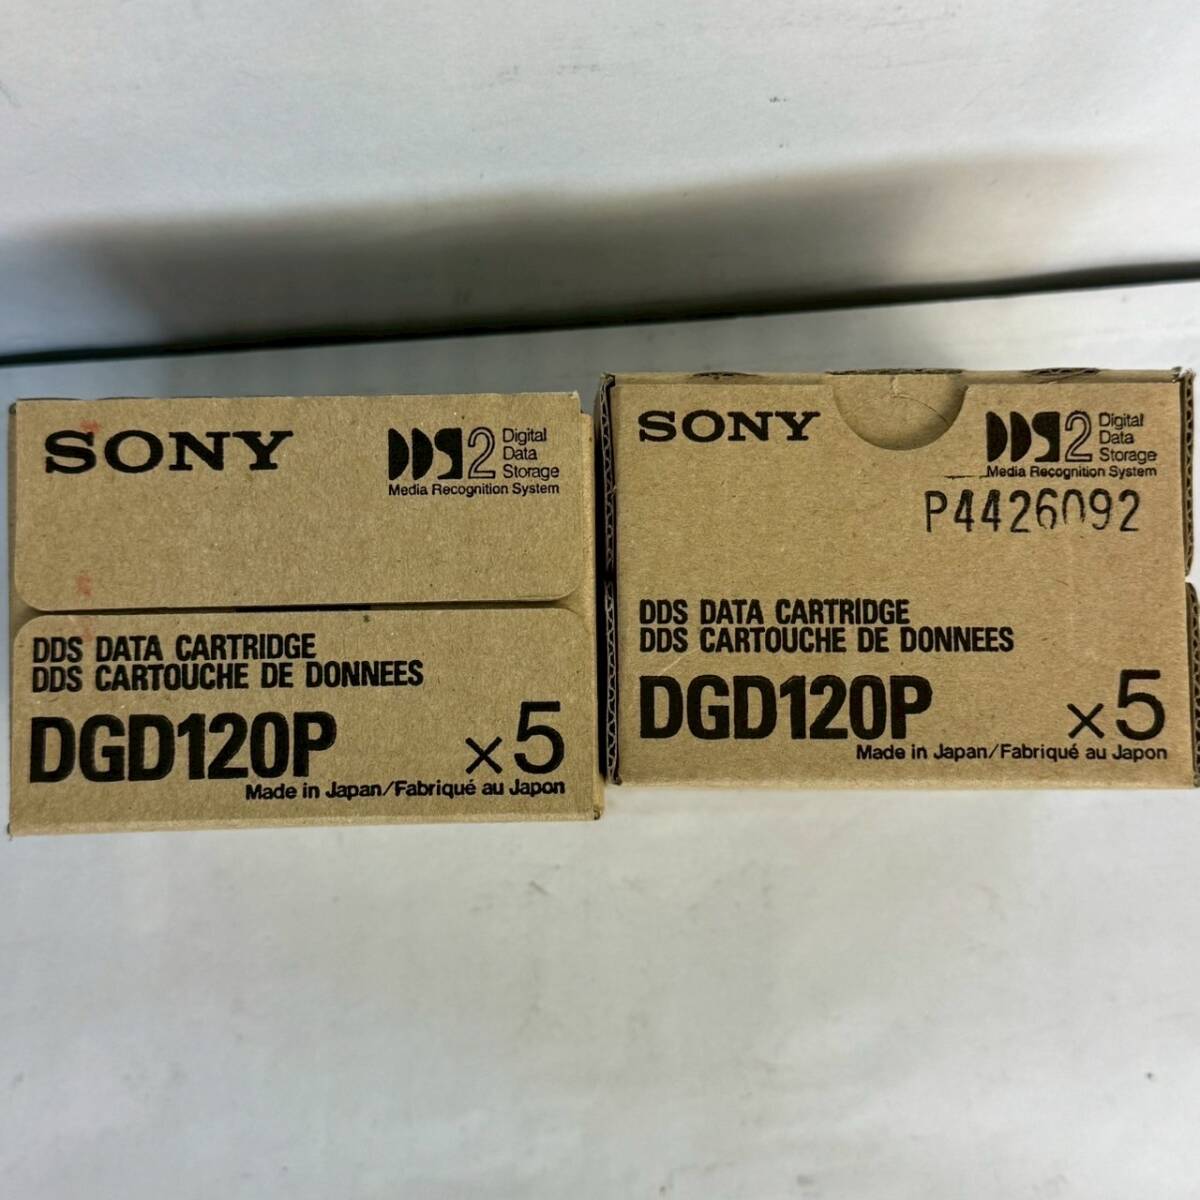 SONY
DDS2
Digital
Data
Storage
Media Recognition System
DDS DATA CARTRIDGE
DDS CARTOUCHE DE DONNEES
DGD120P
×5
Made in Japan/Fabriqué au Japon
SONY
DDS2
Digital
Data
Storage
Media Recognition System
P4426092
DDS DATA CARTRIDGE
DDS CARTOUCHE DE DONNEES
DGD120P
×5
Made in Japan/Fabriqué au Japon